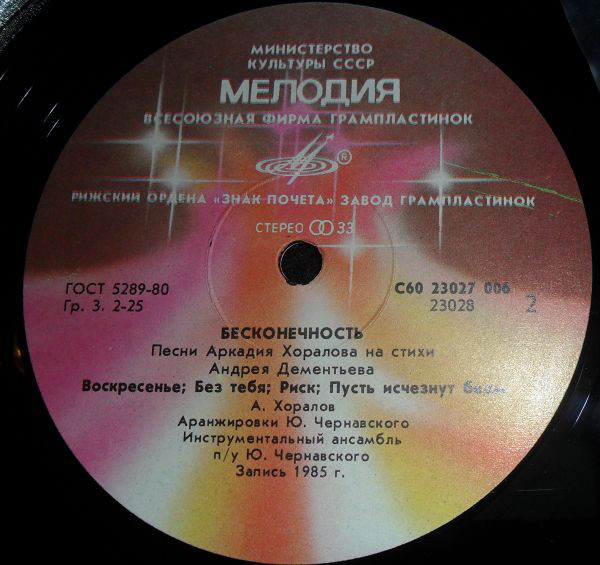 МИНИСТЕРСТВО
КУЛЬТУРЫ СССР
МЕЛОДИЯ
ВСЕСОЮЗНАЯ ФИРМА ГРАМПЛАСТИНОК
®
РИЖСКИЙ ОРДЕНА «ЗНАК ПОЧЕТА» ЗАВОД ГРАМПЛАСТИНОК
СТЕРЕО 33
ГОСТ 5289-80
Гр. 3. 2-25
С60 23027 006
23028 2
БЕСКОНЕЧНОСТЬ
Песни Аркадия Хоралова на стихи
Андрея Дементьева
Воскресенье; Без тебя; Риск; Пусть исчезнут
А. Хоралов
Аранжировки Ю. Чернавского
Инструментальный ансамбль
п/у Ю. Чернавского
Запись 1985 г.